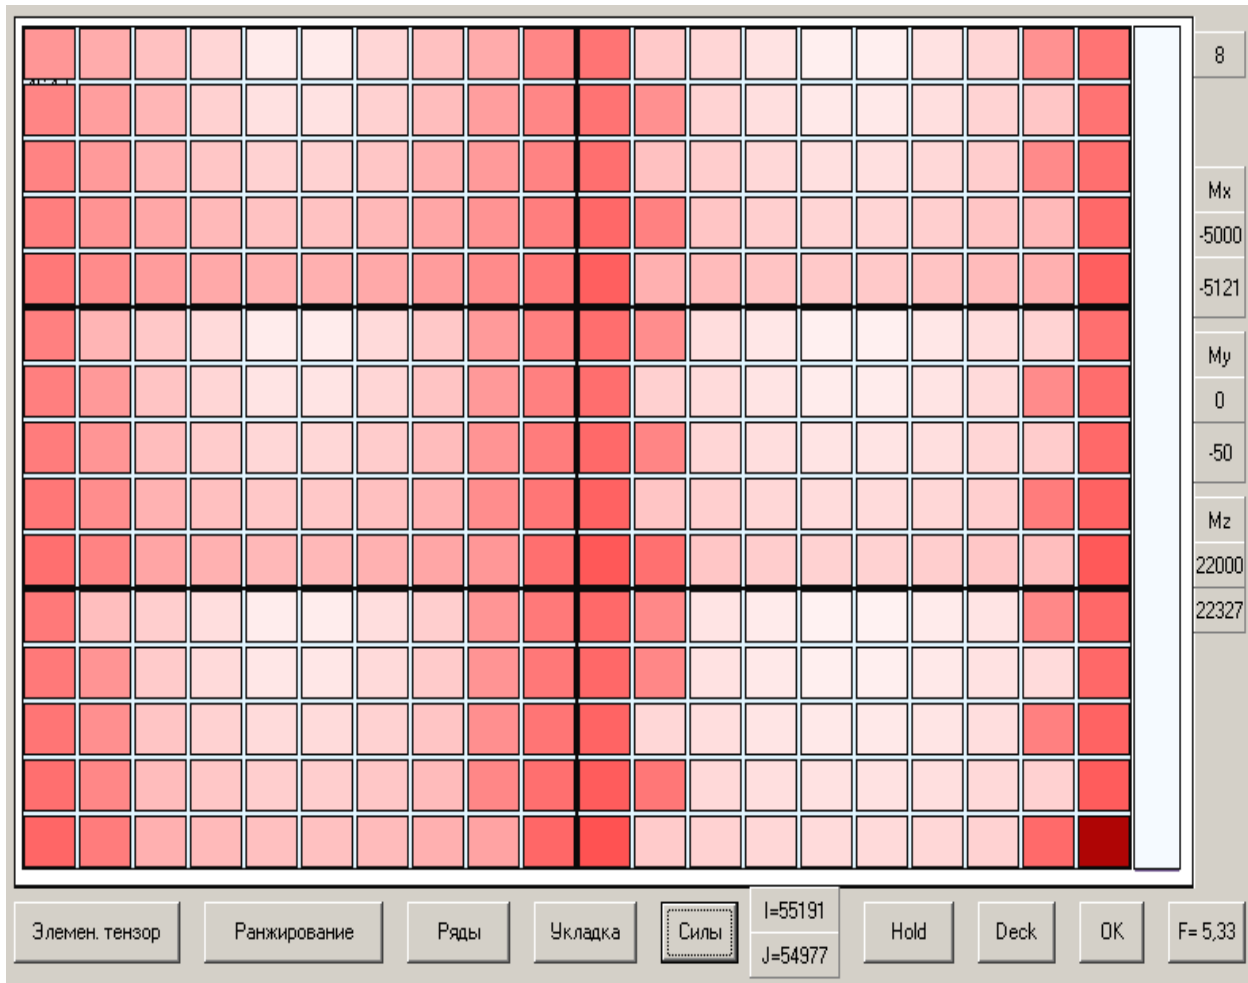 8
Mx
-5000
-5121
My
0
-50
Mz
22000
22327
Элемен. тензор
Ранжирование
Ряды
Укладка
Силы
I=55191
J=54977
Hold
Deck
OK
F= 5,33